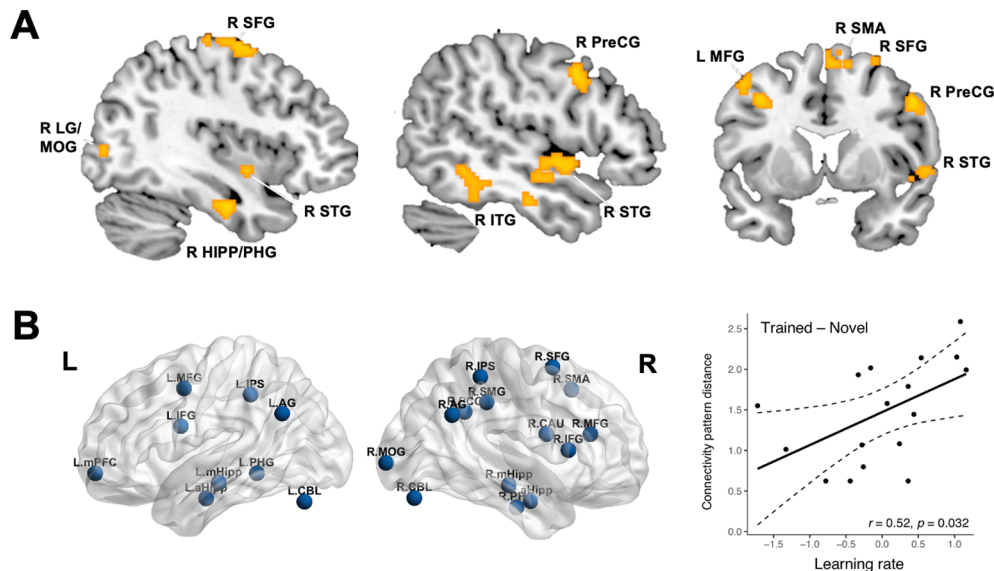 A
R SFG
R LG/
MOG
R STG
R HIPP/PHG
R PreCG
R ITG
R STG
R SMA
L MFG
R SFG
R PreCG
R STG
B
L
L.MFG
L.IPS
L.IFG
L.AG
L.mPFC
L.mHipp
L.PHG
L.aHipp
L.CBL
R
R.IPS
R.SFG
R.SMA
R.SMG
R.AG
R.CAU
R.MFG
R.IFG
R.MOG
R.mHipp
R.CBL
aHipp
Trained – Novel
Connectivity pattern distance
2.5
2.0
1.5
1.0
0.5
0.0
r = 0.52, p = 0.032
−1.5 −1.0 −0.5 0.0 0.5 1.0
Learning rate